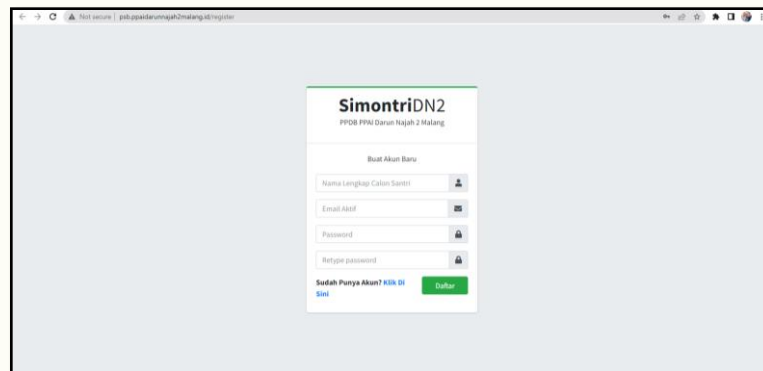 Not secure | psb.ppaidarunnajah2malang.id/register
SimontriDN2
PPDB PPAI Darun Najah 2 Malang
Buat Akun Baru
Nama Lengkap Calon Santri
Email Aktif
Password
Retype password
Sudah Punya Akun? Klik Di
Sini
Daftar